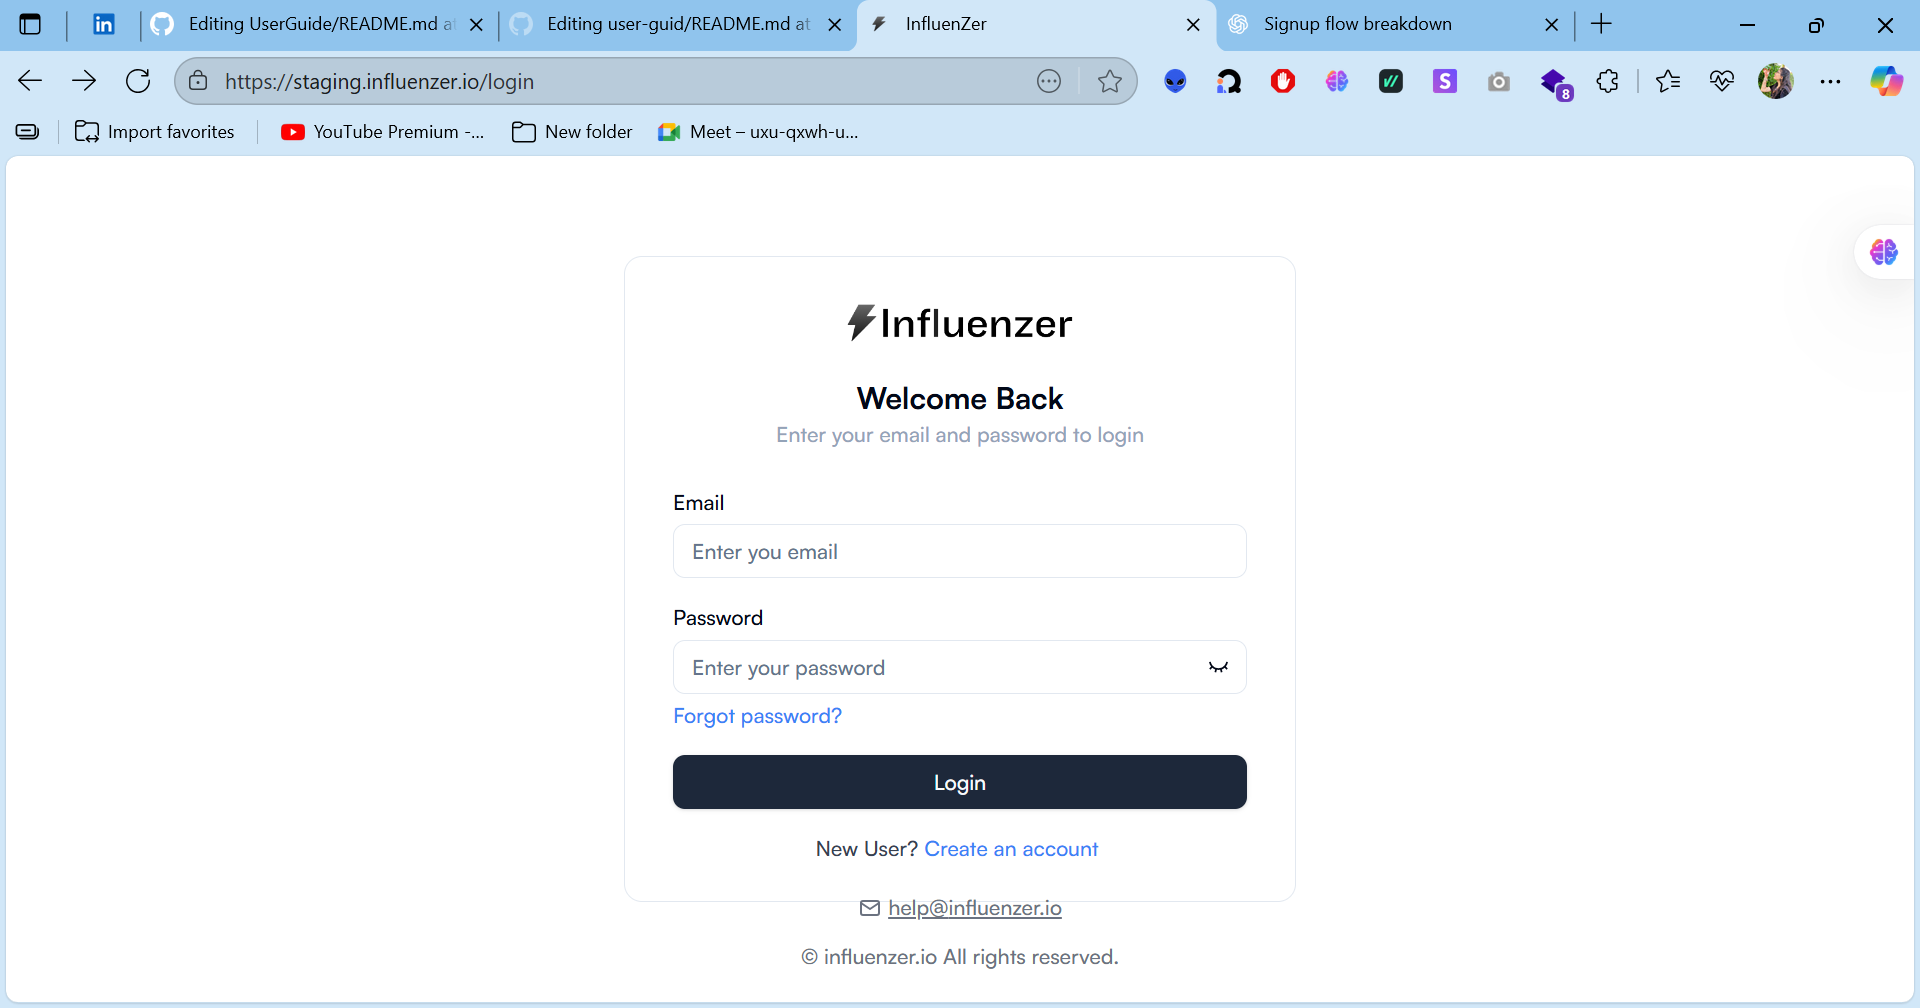 Editing UserGuide/README.md at
Editing user-guid/README.md at
InfluenZer
Signup flow breakdown
https://staging.influenzer.io/login
8
Import favorites
YouTube Premium -...
New folder
Meet – uxu-qxwh-u...
Influenzer
Welcome Back
Enter your email and password to login
Email
Enter you email
Password
Enter your password
Forgot password?
Login
New User? Create an account
help@influenzer.io
© influenzer.io All rights reserved.